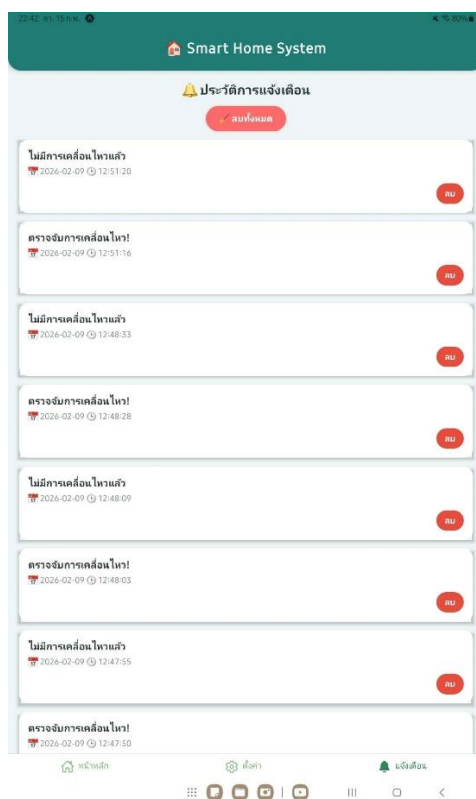 22:42 อา. 15 ก.พ.
80%
Smart Home System
ประวัติการแจ้งเตือน
ลบทั้งหมด
ไม่มีการเคลื่อนไหวแล้ว
2026-02-09 12:51:20
ลบ
ตรวจจับการเคลื่อนไหว!
2026-02-09 12:51:16
ลบ
ไม่มีการเคลื่อนไหวแล้ว
2026-02-09 12:48:33
ลบ
ตรวจจับการเคลื่อนไหว!
2026-02-09 12:48:28
ลบ
ไม่มีการเคลื่อนไหวแล้ว
2026-02-09 12:48:09
ลบ
ตรวจจับการเคลื่อนไหว!
2026-02-09 12:48:03
ลบ
ไม่มีการเคลื่อนไหวแล้ว
2026-02-09 12:47:55
ลบ
ตรวจจับการเคลื่อนไหว!
2026-02-09 12:47:50
หน้าหลัก
ตั้งค่า
แจ้งเตือน